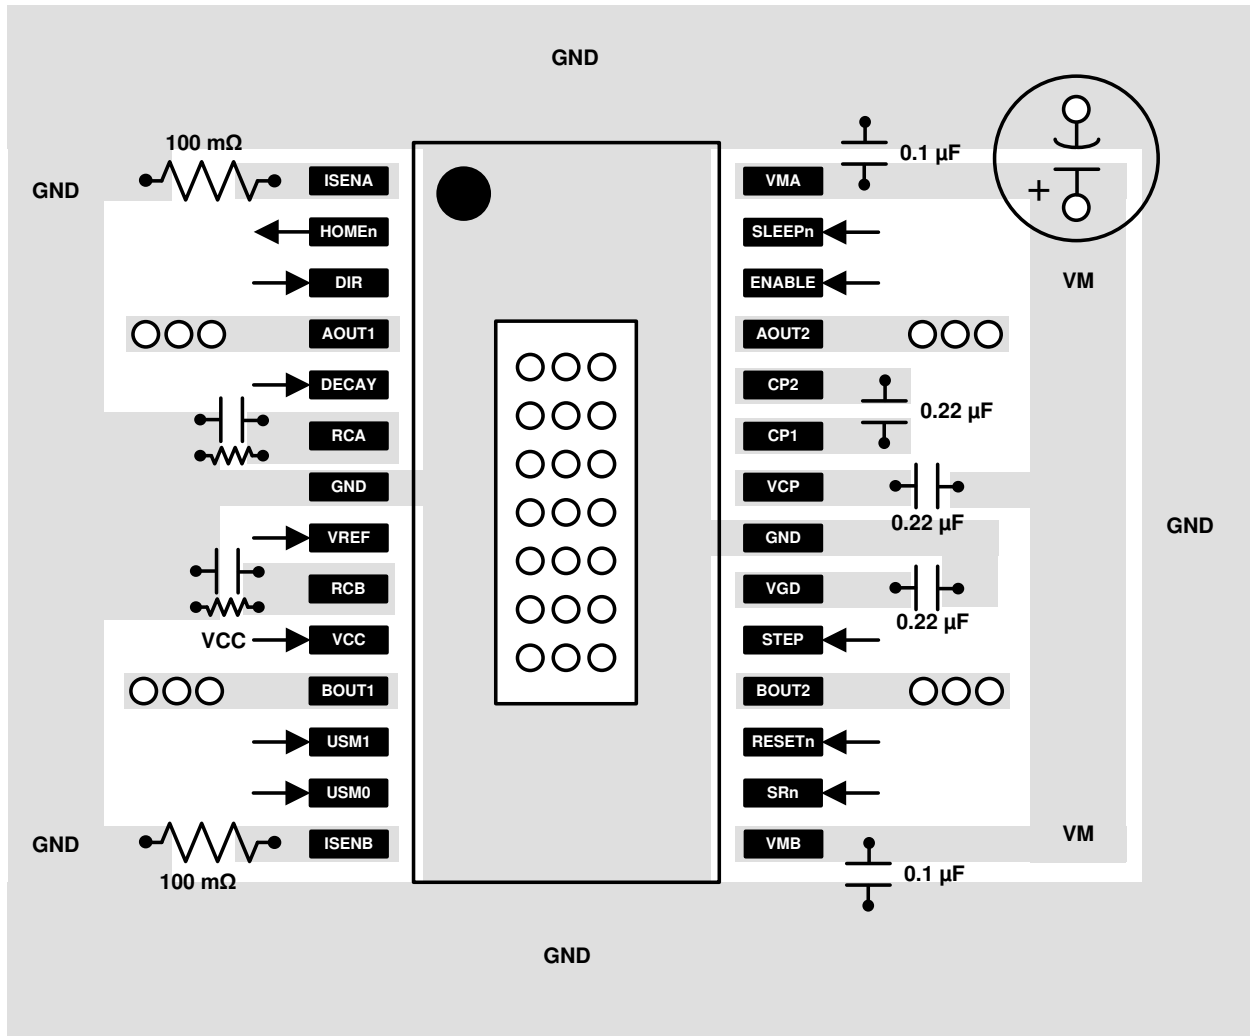 GND
100 mΩ
0.1 µF
GND
ISENA
VMA
+
HOMEn
SLEEPn
DIR
ENABLE
VM
AOUT1
AOUT2
DECAY
CP2
0.22 µF
RCA
CP1
GND
VCP
0.22 µF
GND
VREF
GND
RCB
VGD
0.22 µF
VCC
VCC
STEP
BOUT1
BOUT2
USM1
RESETn
USM0
SRn
GND
ISENB
VMB
VM
100 mΩ
0.1 µF
GND